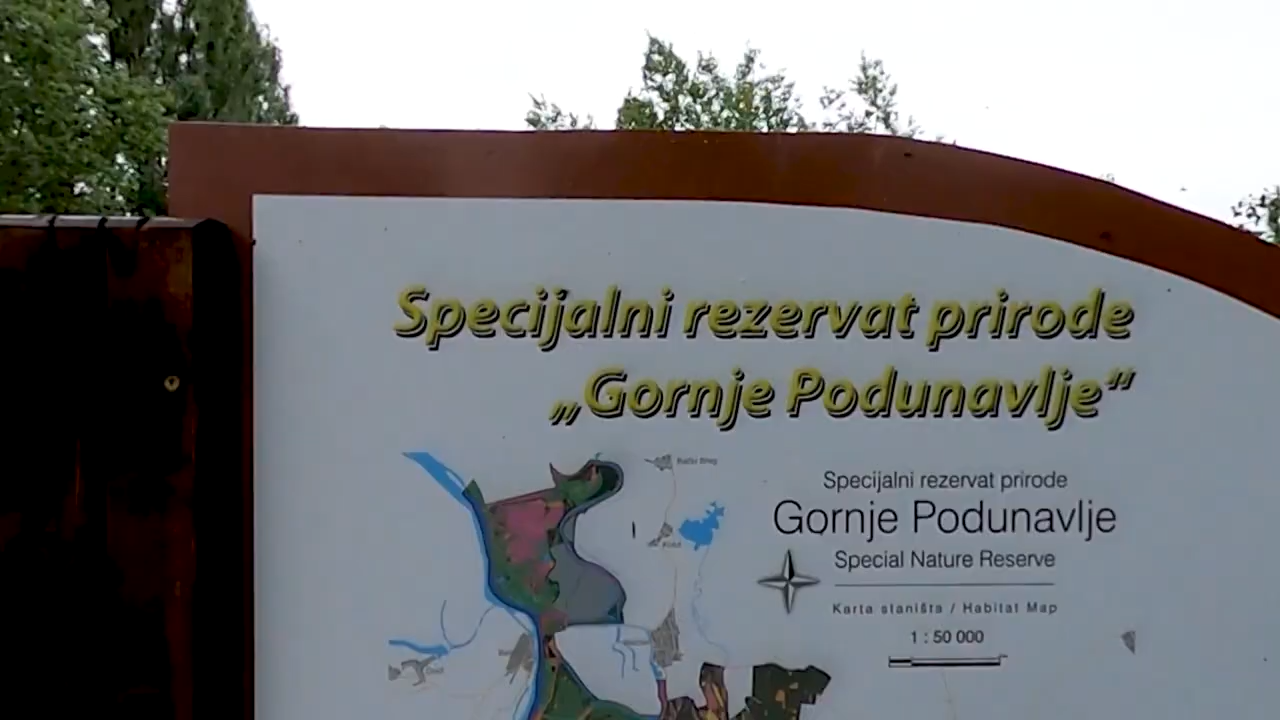 Specijalni rezervat prirode
„Gornje Podunavlje”
Specijalni rezervat prirode
Gornje Podunavlje
Special Nature Reserve
Karta staništa / Habitat Map
1 : 50 000